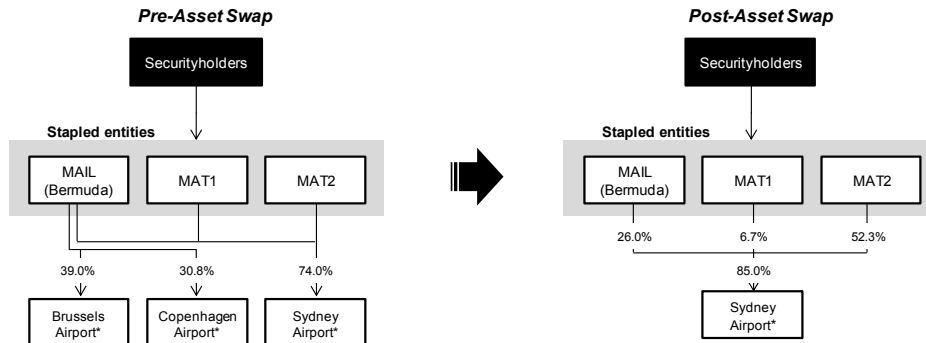 Pre-Asset Swap
Securityholders
Stapled entities
MAIL
(Bermuda)
MAT1
MAT2
39.0%
30.8%
74.0%
Brussels
Airport*
Copenhagen
Airport*
Sydney
Airport*
Post-Asset Swap
Securityholders
Stapled entities
MAIL
(Bermuda)
MAT1
MAT2
26.0%
6.7%
52.3%
85.0%
Sydney
Airport*